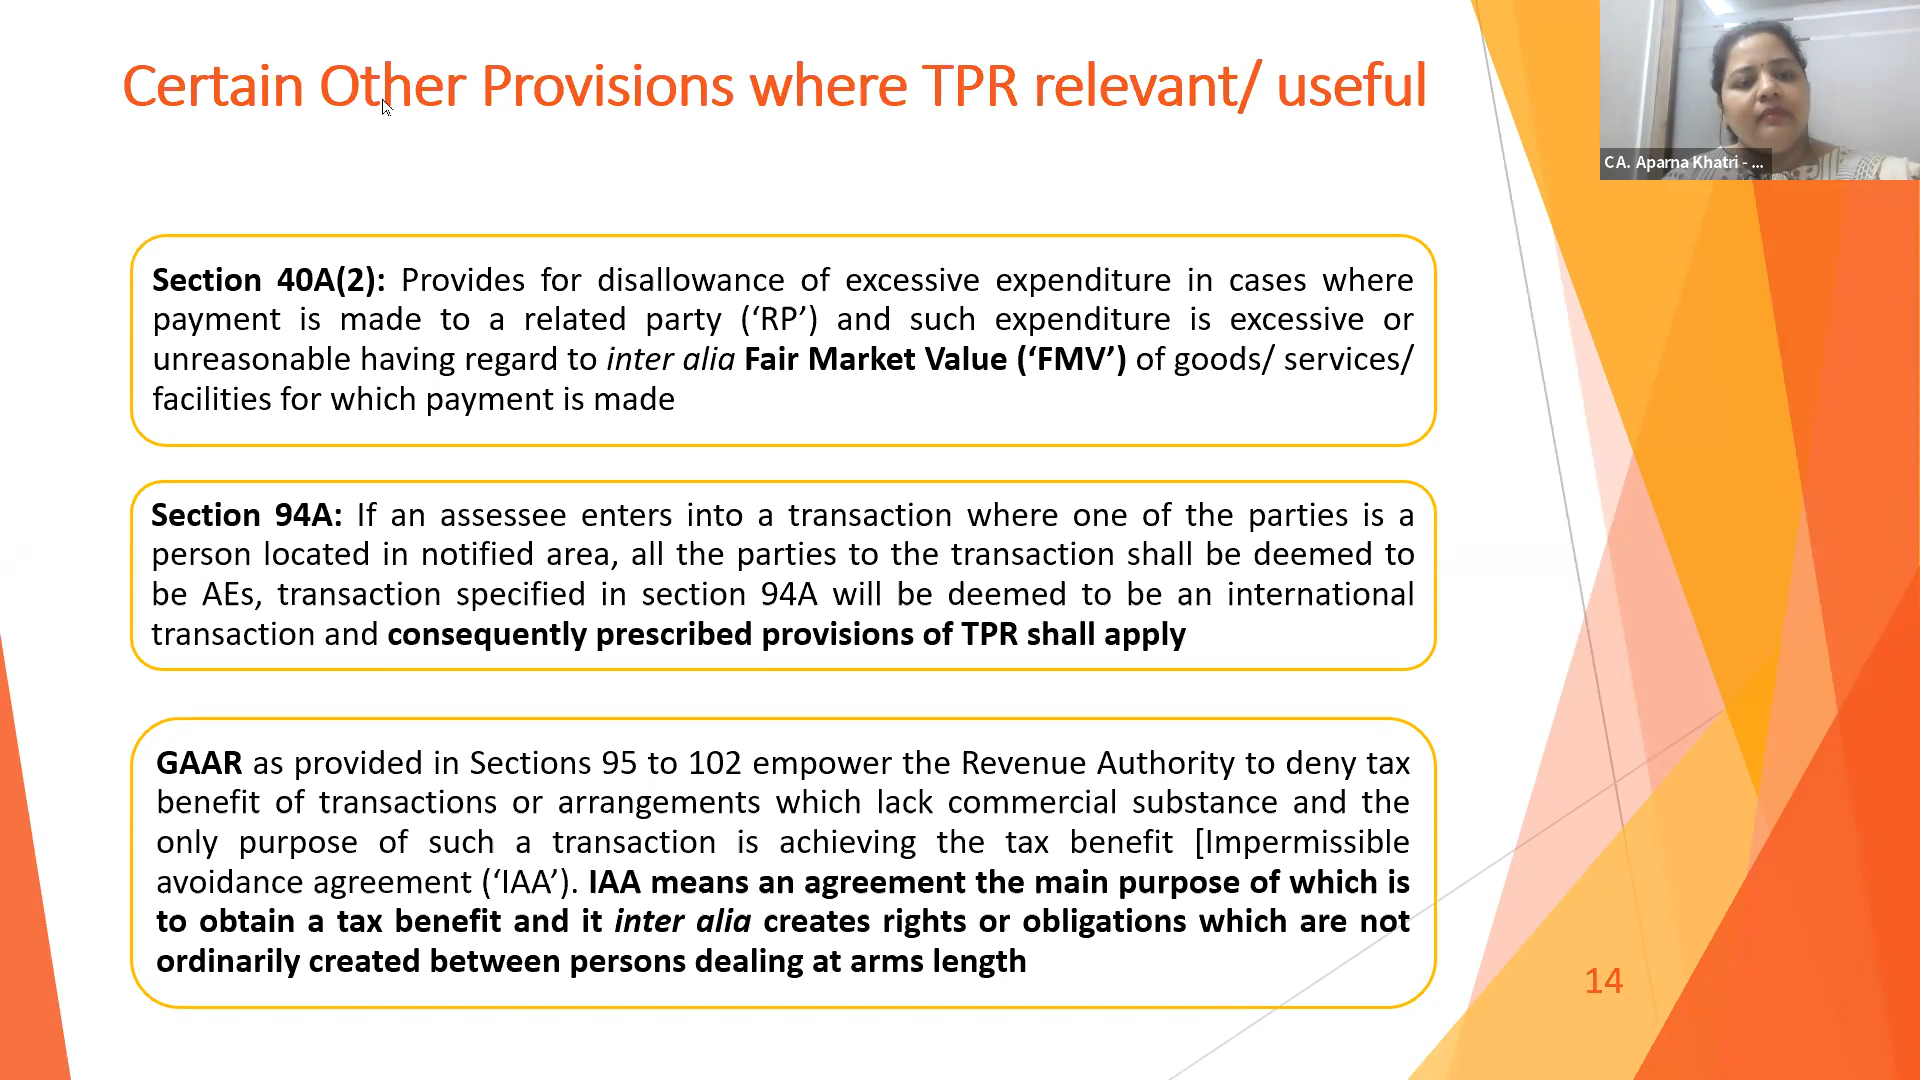 Certain Other Provisions where TPR relevant/ useful
CA. Aparna Khatri - ...
Section 40A(2): Provides for disallowance of excessive expenditure in cases where
payment is made to a related party (‘RP’) and such expenditure is excessive or
unreasonable having regard to inter alia Fair Market Value (‘FMV’) of goods/ services/
facilities for which payment is made
Section 94A: If an assessee enters into a transaction where one of the parties is a
person located in notified area, all the parties to the transaction shall be deemed to
be AEs, transaction specified in section 94A will be deemed to be an international
transaction and consequently prescribed provisions of TPR shall apply
GAAR as provided in Sections 95 to 102 empower the Revenue Authority to deny tax
benefit of transactions or arrangements which lack commercial substance and the
only purpose of such a transaction is achieving the tax benefit [Impermissible
avoidance agreement (‘IAA’). IAA means an agreement the main purpose of which is
to obtain a tax benefit and it inter alia creates rights or obligations which are not
ordinarily created between persons dealing at arms length
14